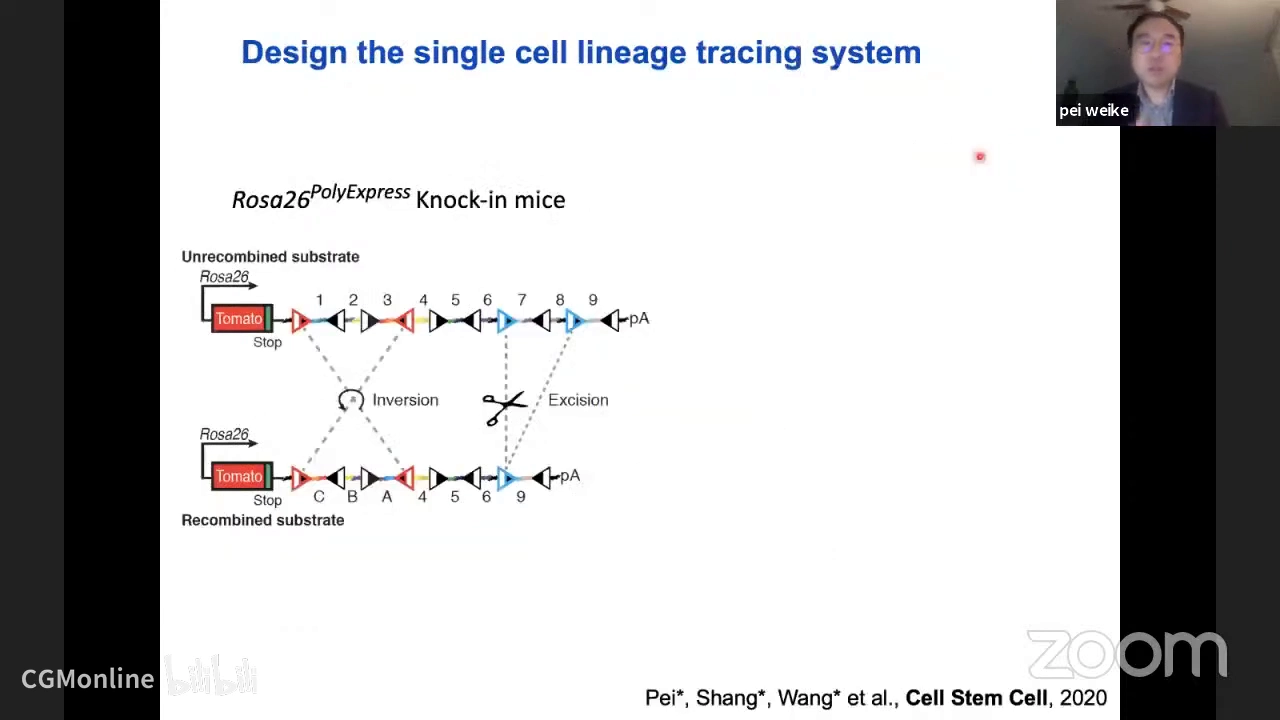 Design the single cell lineage tracing system
pei weike
Rosa26PolyExpress Knock-in mice
Unrecombined substrate
Rosa26
1 2 3 4 5 6 7 8 9
Tomato
pA
Stop
Inversion
Excision
Rosa26
Tomato
pA
Stop
C B A 4 5 6 9
Recombined substrate
zoom
CGMonline
bilibili
Pei*, Shang*, Wang* et al., Cell Stem Cell, 2020